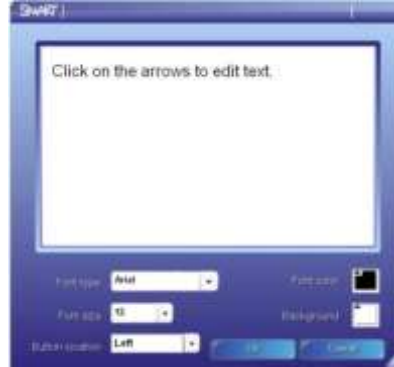 SMART
Click on the arrows to edit text.
Font type Arial
Font color
Font size
Background
Button location Left
Ok
Cancel